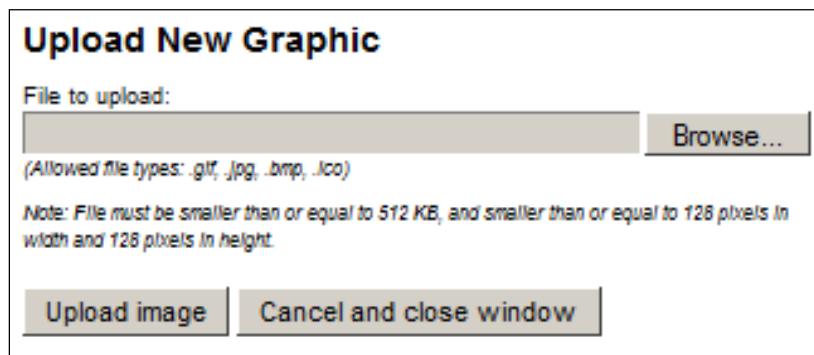 Upload New Graphic
File to upload:
Browse...
(Allowed file types: .gif, .jpg, .bmp, .ico)
Note: File must be smaller than or equal to 512 KB, and smaller than or equal to 128 pixels in
width and 128 pixels in height.
Upload image Cancel and close window